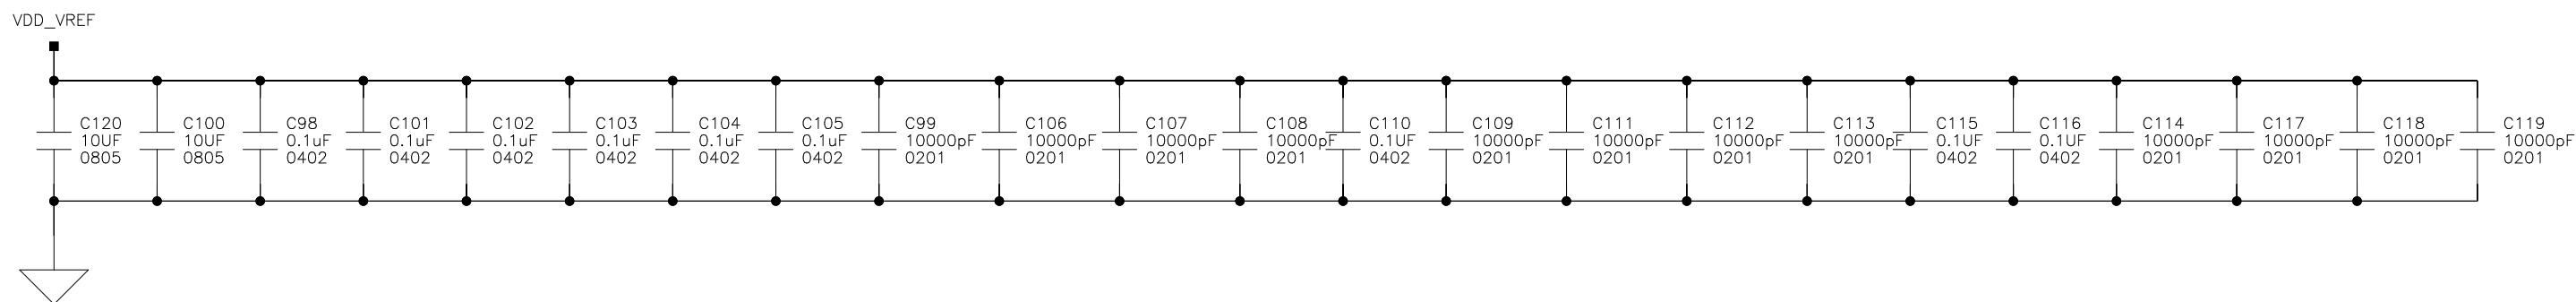 VDD_VREF
C120
10UF
0805
C100
10UF
0805
C98
0.1uF
0402
C101
0.1uF
0402
C102
0.1uF
0402
C103
0.1uF
0402
C104
0.1uF
0402
C105
0.1uF
0402
C99
10000pF
0201
C106
10000pF
0201
C107
10000pF
0201
C108
10000pF
0201
C110
0.1UF
0402
C109
10000pF
0201
C111
10000pF
0201
C112
10000pF
0201
C113
10000pF
0201
C115
0.1UF
0402
C116
0.1UF
0402
C114
10000pF
0201
C117
10000pF
0201
C118
10000pF
0201
C119
10000pF
0201